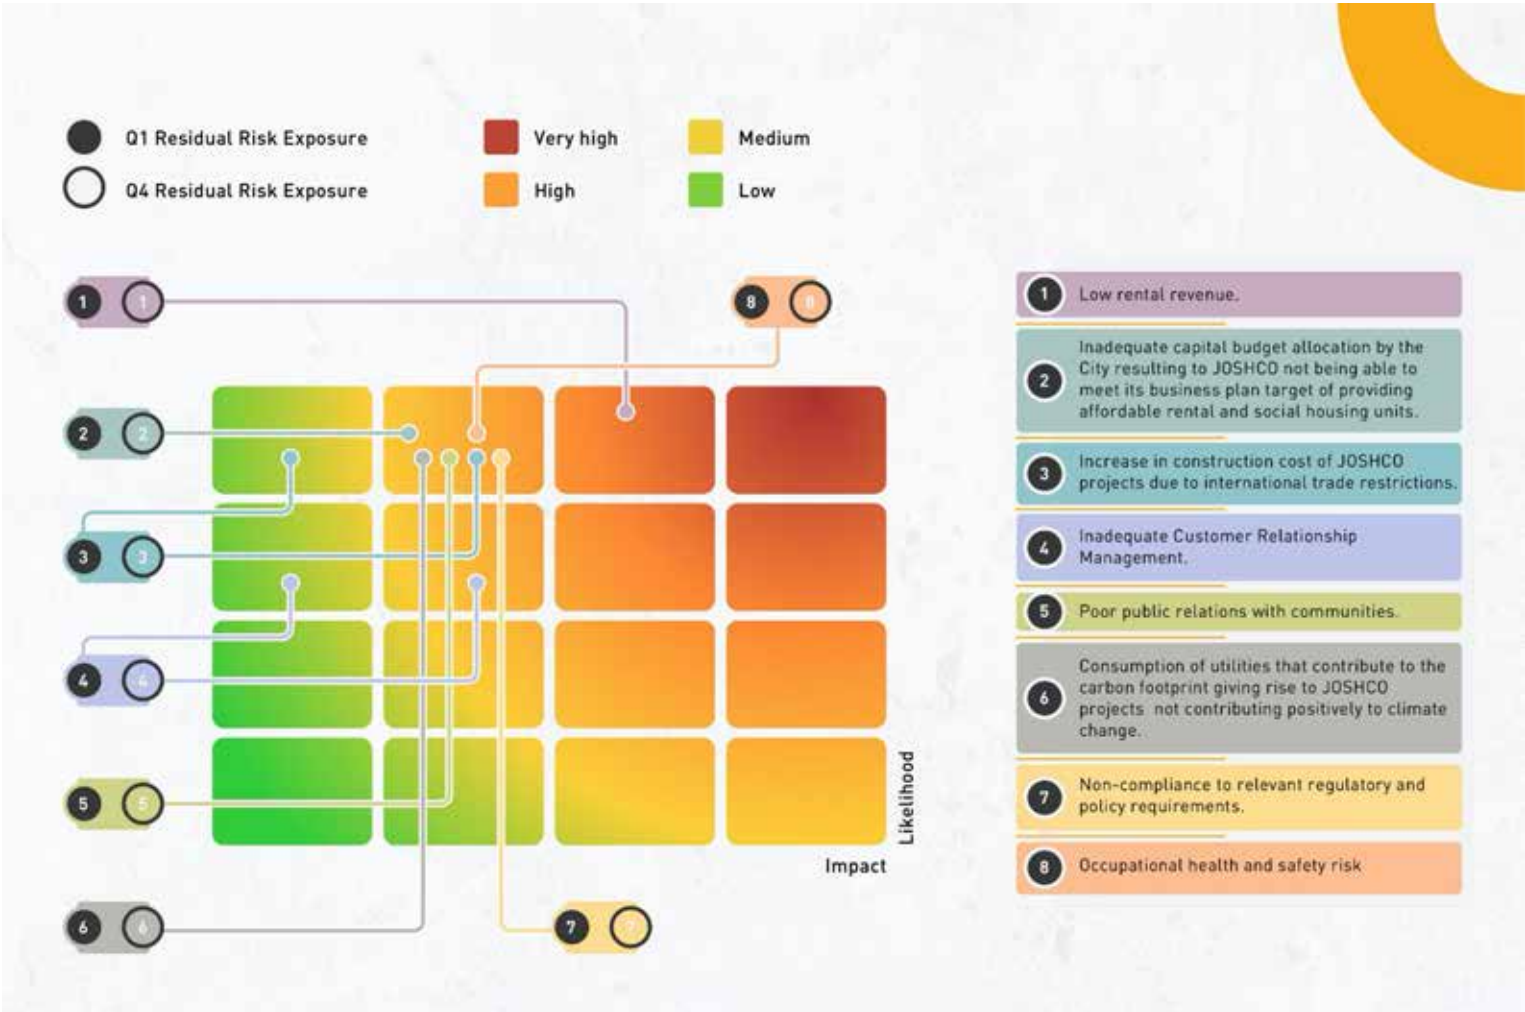 Q1 Residual Risk Exposure
Very high
Medium
Q4 Residual Risk Exposure
High
Low
1 1
8 8
2 2
3 3
4 4
5 5
6 6
7 7
Likelihood
Impact
1 Low rental revenue.
Inadequate capital budget allocation by the
City resulting to JOSHCO not being able to
2
meet its business plan target of providing
affordable rental and social housing units.
3
Increase in construction cost of JOSHCO
projects due to international trade restrictions.
4
Inadequate Customer Relationship
Management.
5 Poor public relations with communities.
Consumption of utilities that contribute to the
carbon footprint giving rise to JOSHCO
6
projects not contributing positively to climate
change.
7
Non-compliance to relevant regulatory and
policy requirements.
8 Occupational health and safety risk